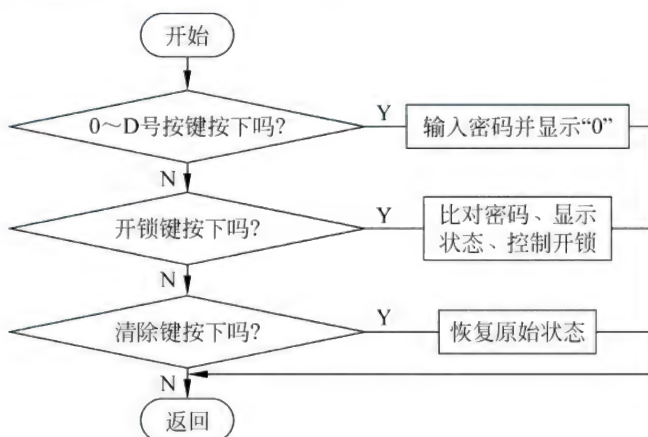 开始
0～D号按键按下吗?
Y
输入密码并显示“0”
N
开锁键按下吗?
Y
比对密码、显示
状态、控制开锁
N
清除键按下吗?
Y
恢复原始状态
N
返回